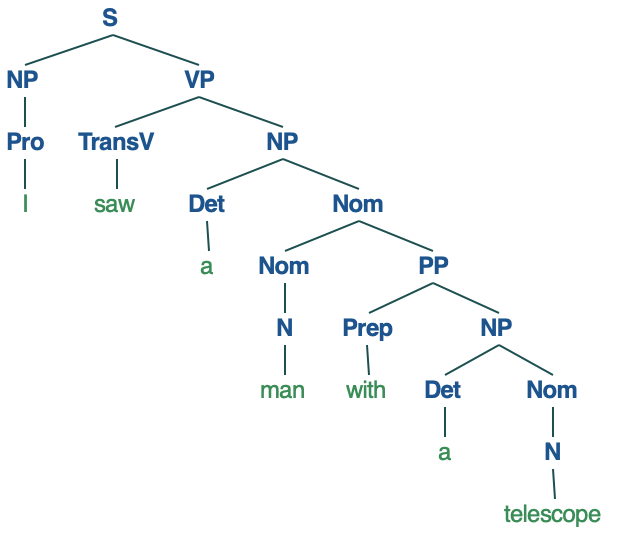 S
NP VP
Pro TransV NP
I saw Det Nom
a Nom PP
N Prep NP
man with Det Nom
a N
telescope